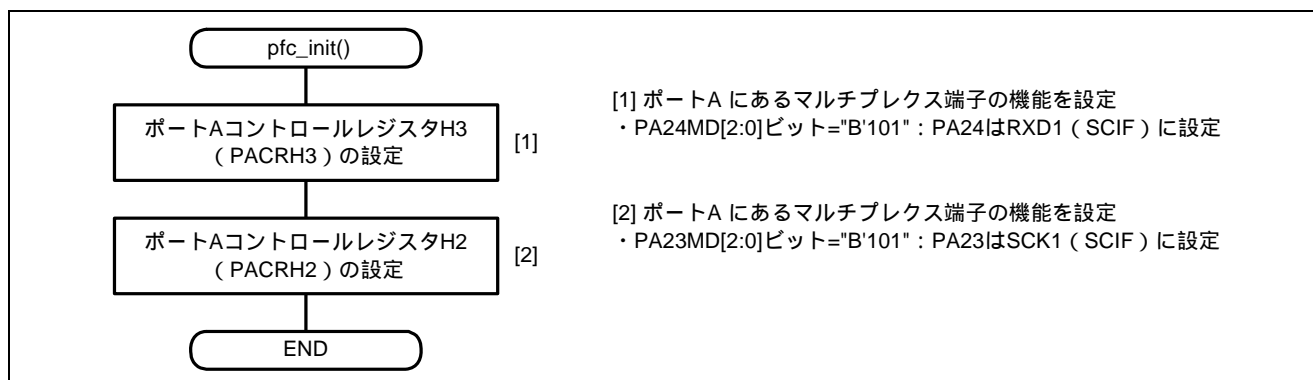 pfc_init()
ポートAコントロールレジスタH3
（PACRH3）の設定
[1]
[1] ポートA にあるマルチプレクス端子の機能を設定
・PA24MD[2:0]ビット="B'101"：PA24はRXD1（SCIF）に設定
ポートAコントロールレジスタH2
（PACRH2）の設定
[2]
[2] ポートA にあるマルチプレクス端子の機能を設定
・PA23MD[2:0]ビット="B'101"：PA23はSCK1（SCIF）に設定
END